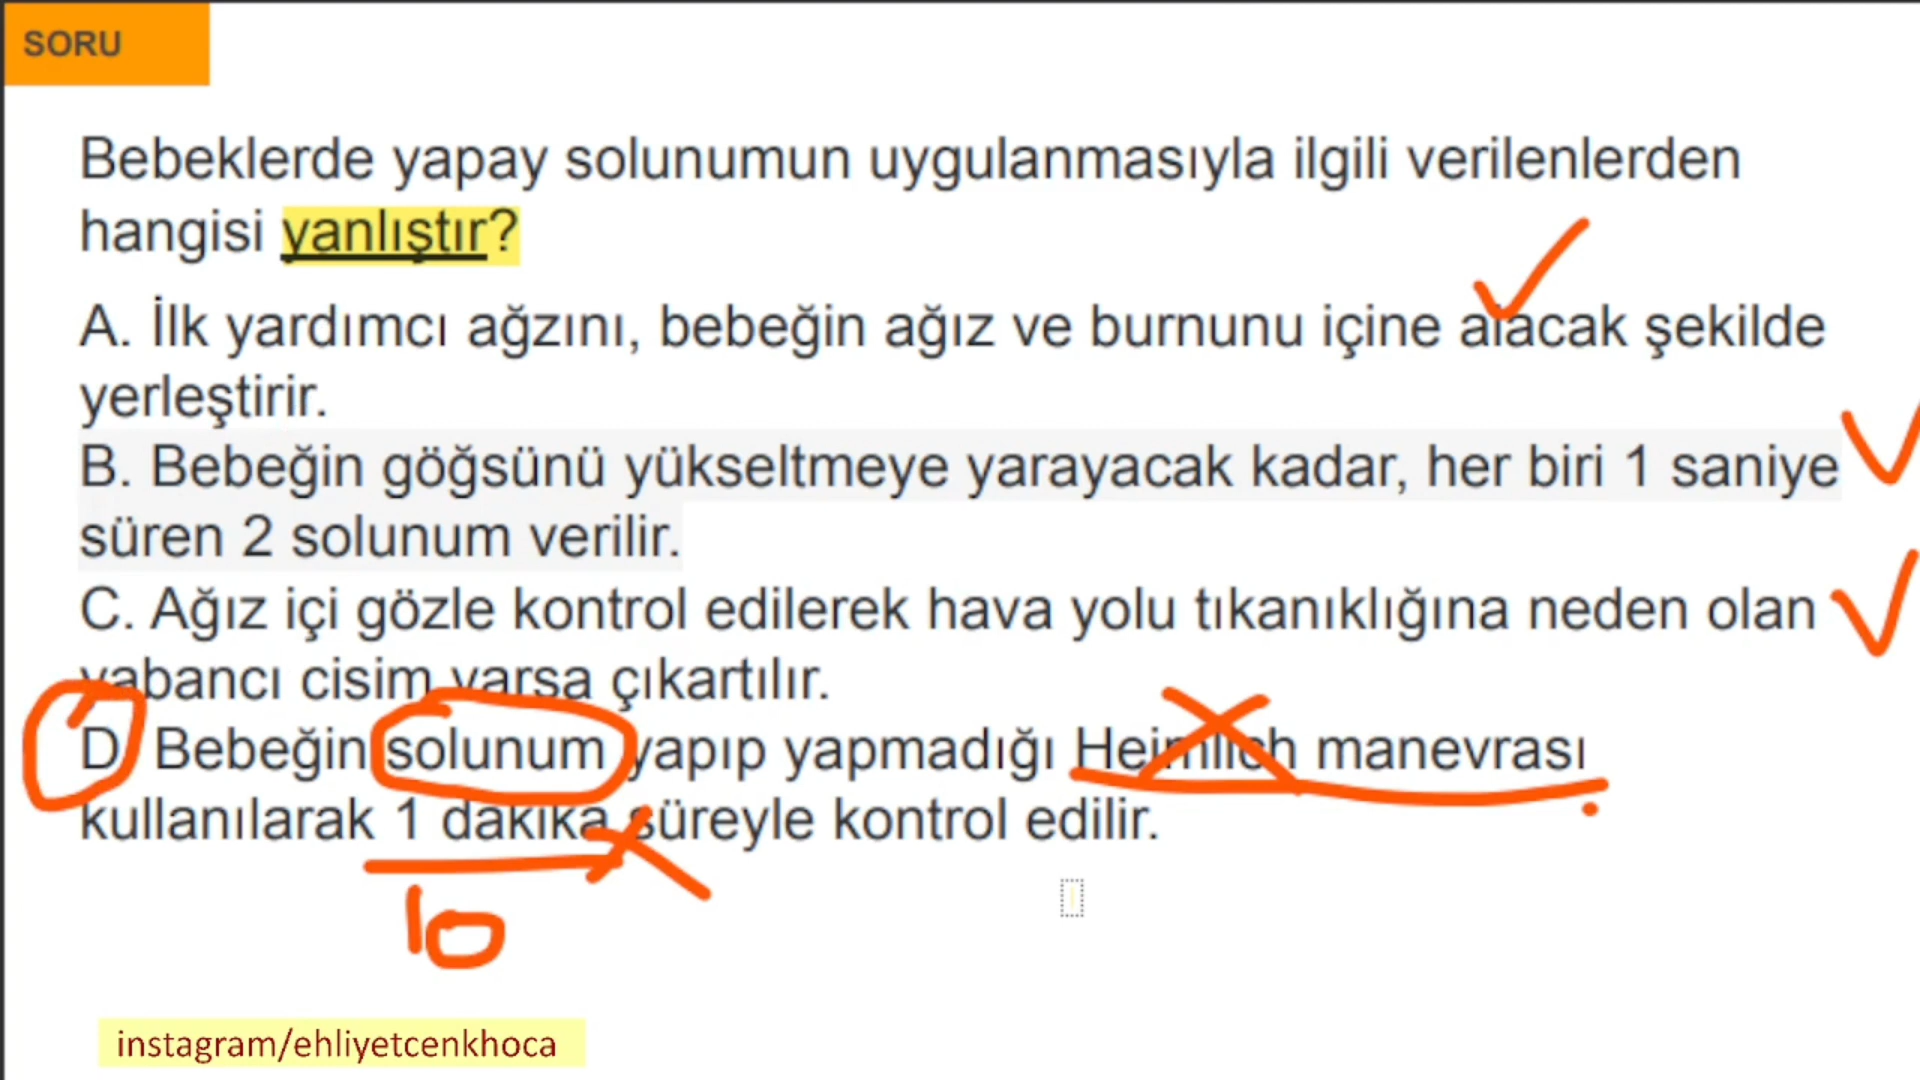 SORU
Bebeklerde yapay solunumun uygulanmasıyla ilgili verilenlerden
hangisi yanlıştır?
A. İlk yardımcı ağzını, bebeğin ağız ve burnunu içine alacak şekilde
yerleştirir.
B. Bebeğin göğsünü yükseltmeye yarayacak kadar, her biri 1 saniye
süren 2 solunum verilir.
C. Ağız içi gözle kontrol edilerek hava yolu tıkanıklığına neden olan
yabancı cisim varsa çıkartılır.
D. Bebeğin solunum yapıp yapmadığı Heimlich manevrası
kullanılarak 1 dakika süreyle kontrol edilir.
10
instagram/ehliyetcenkhoca